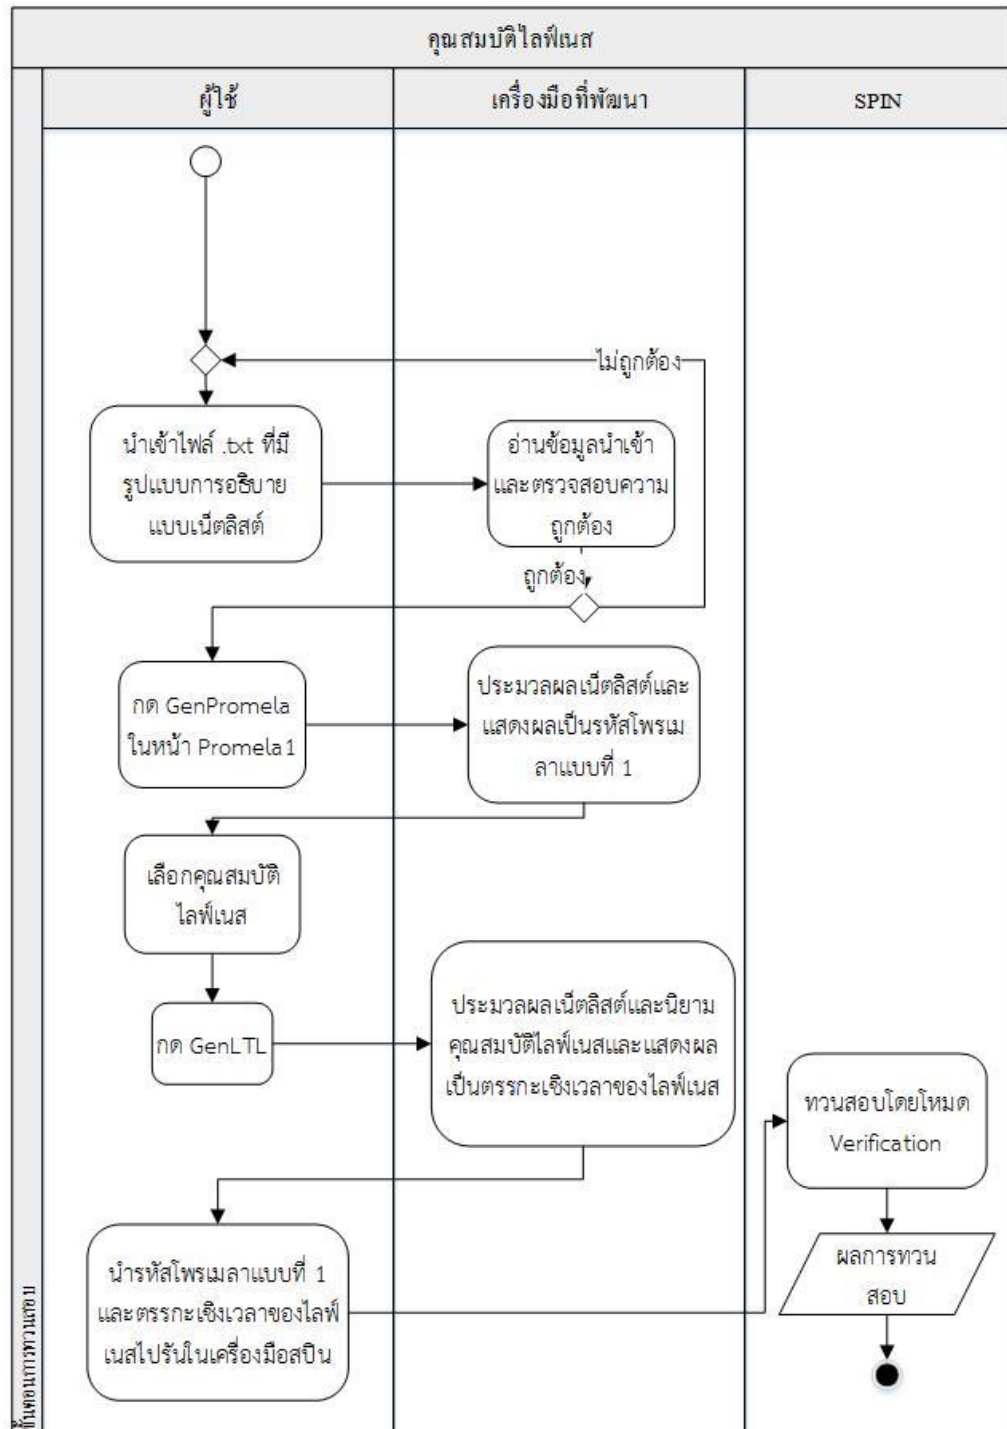 คุณสมบัติไลฟ์เนส
ผู้ใช้
เครื่องมือที่พัฒนา
SPIN
ไม่ถูกต้อง
นำเข้าไฟล์ .txt ที่มี
รูปแบบการอธิบาย
แบบเน็ตลิสต์
อ่านข้อมูลนำเข้า
และตรวจสอบความ
ถูกต้อง
ถูกต้อง
กด GenPromela
ในหน้า Promela1
ประมวลผลเน็ตลิสต์และ
แสดงผลเป็นรหัสโพรเม
ลาแบบที่ 1
เลือกคุณสมบัติ
ไลฟ์เนส
กด GenLTL
ประมวลผลเน็ตลิสต์และนิยาม
คุณสมบัติไลฟ์เนสและแสดงผล
เป็นตรรกะเชิงเวลาของไลฟ์เนส
ทวนสอบโดยโหมด
Verification
ผลการทวน
สอบ
นำรหัสโพรเมลาแบบที่ 1
และตรรกะเชิงเวลาของไลฟ์
เนสไปรันในเครื่องมือสปิน
ขั้นตอนการทวนสอบ